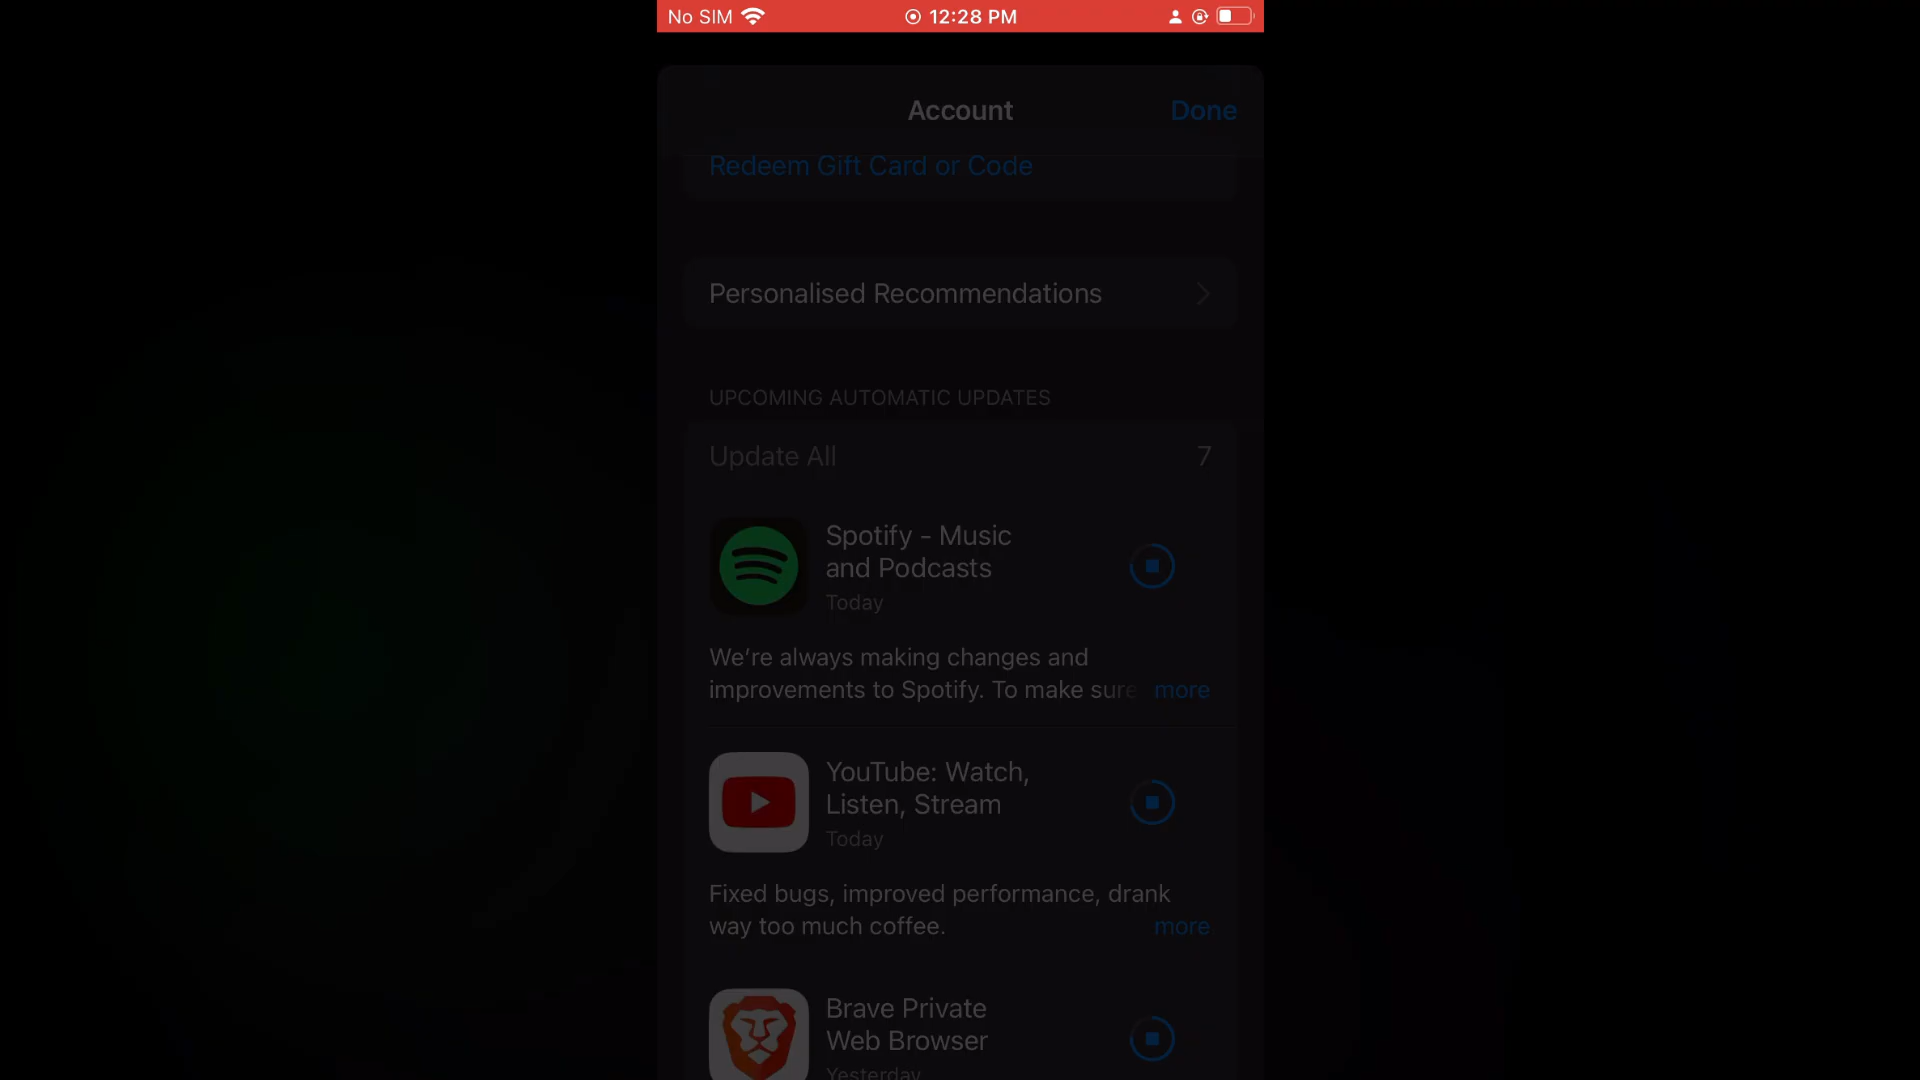 No SIM 12:28 PM
Account Done
Redeem Gift Card or Code
Personalised Recommendations
UPCOMING AUTOMATIC UPDATES
Update All 7
Spotify - Music
and Podcasts
Today
We're always making changes and
improvements to Spotify. To make sure more
YouTube: Watch,
Listen, Stream
Today
Fixed bugs, improved performance, drank
way too much coffee. more
Brave Private
Web Browser
Yesterday